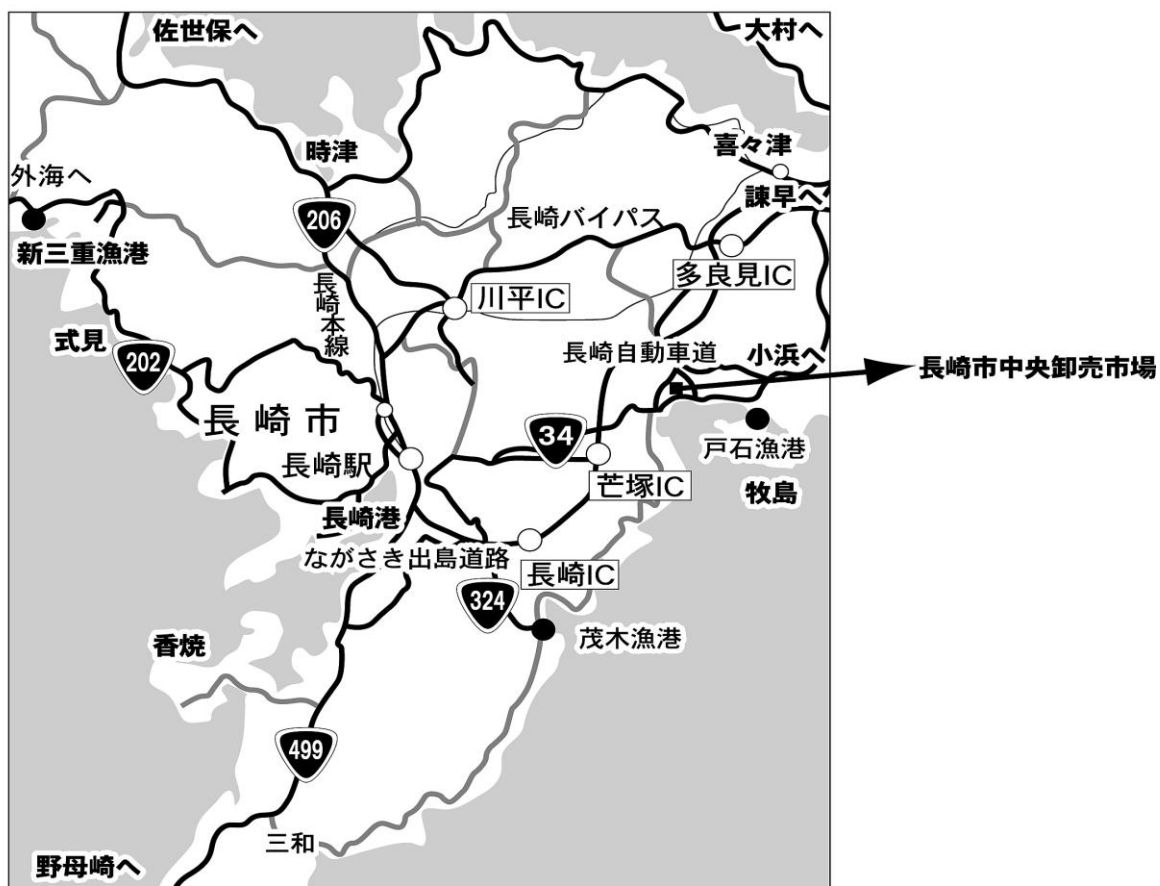 佐世保へ
大村へ
喜々津
時津
外海へ
諫早へ
206
長崎バイパス
新三重漁港
多良見IC
長崎本線
川平IC
式見
202
長崎自動車道
小浜へ
長崎市中央卸売市場
長崎市
34
戸石漁港
長崎駅
芒塚IC
牧島
長崎港
ながさき出島道路
長崎IC
324
香焼
茂木漁港
499
三和
野母崎へ